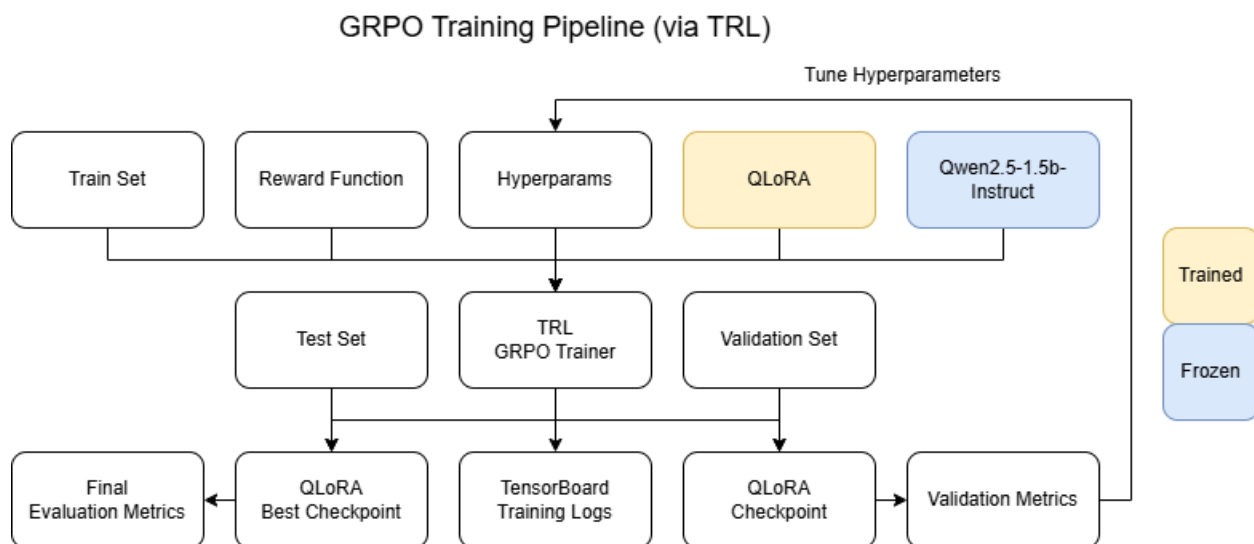 GRPO Training Pipeline (via TRL)
Tune Hyperparameters
Train Set
Reward Function
Hyperparams
QLoRA
Qwen2.5-1.5b-
Instruct
Trained
Frozen
Test Set
TRL
GRPO Trainer
Validation Set
Final
Evaluation Metrics
QLoRA
Best Checkpoint
TensorBoard
Training Logs
QLoRA
Checkpoint
Validation Metrics